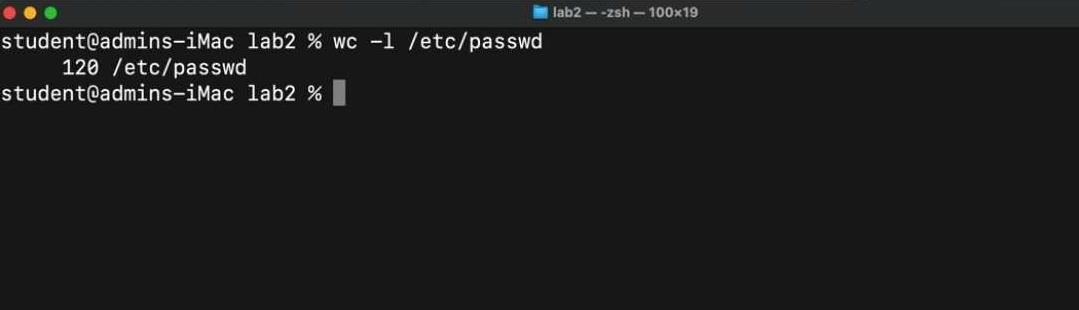 lab2 — -zsh — 100×19
student@admins-iMac lab2 % wc -l /etc/passwd
     120 /etc/passwd
student@admins-iMac lab2 %